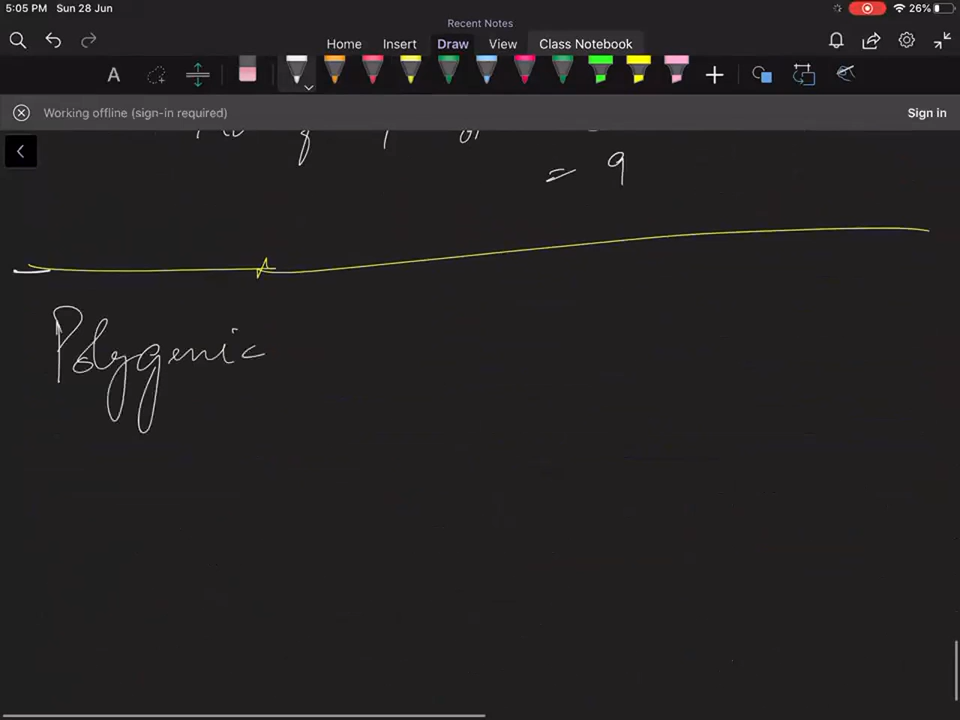 5:05 PM Sun 28 Jun 26%
Recent Notes
Home Insert Draw View Class Notebook
A
Working offline (sign-in required) Sign in
= 9
Polygenic